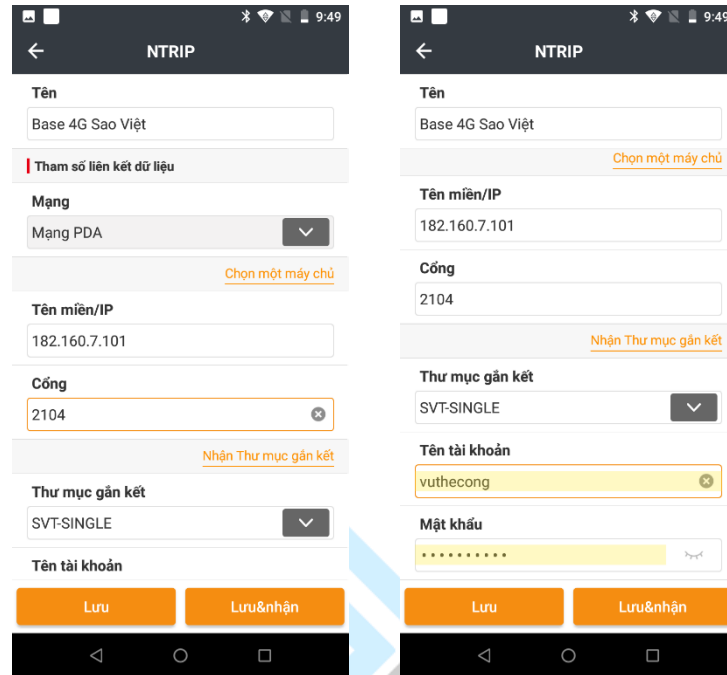 9:49
NTRIP
Tên
Base 4G Sao Việt
Tham số liên kết dữ liệu
Mạng
Mạng PDA
Chọn một máy chủ
Tên miền/IP
182.160.7.101
Cổng
2104
Nhận Thư mục gắn kết
Thư mục gắn kết
SVT-SINGLE
Tên tài khoản
Lưu
Lưu&nhận
9:49
NTRIP
Tên
Base 4G Sao Việt
Chọn một máy chủ
Tên miền/IP
182.160.7.101
Cổng
2104
Nhận Thư mục gắn kết
Thư mục gắn kết
SVT-SINGLE
Tên tài khoản
vuthecong
Mật khẩu
••••••••••
Lưu
Lưu&nhận